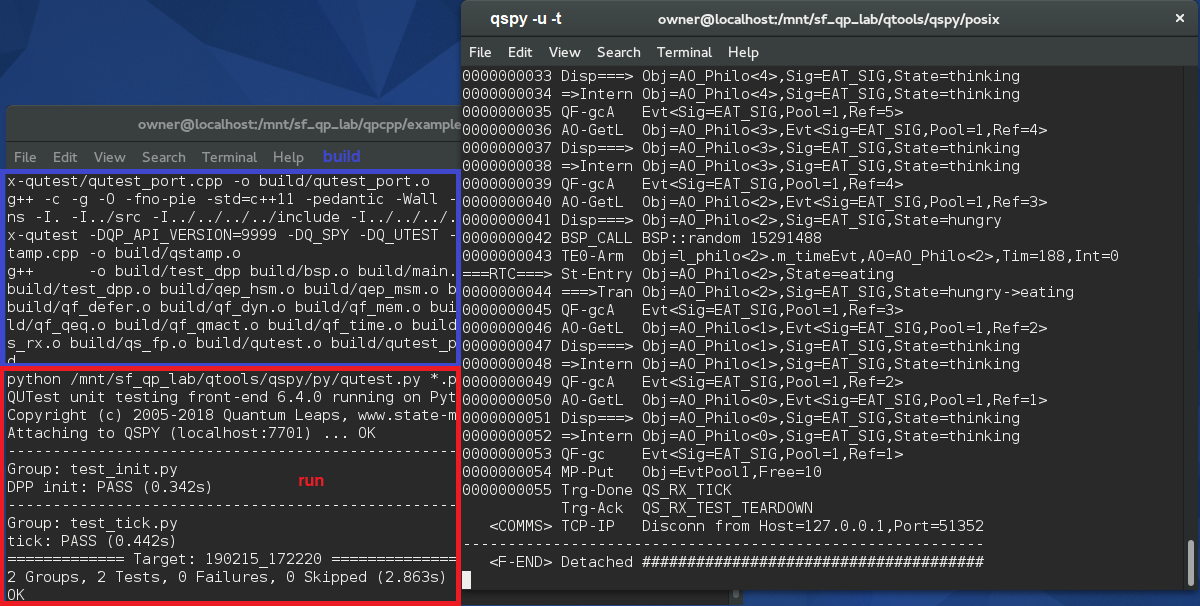 owner@localhost:/mnt/sf_qp_lab/qpcpp/example
File Edit View Search Terminal Help build
x-qutest/qutest_port.cpp -o build/qutest_port.o
g++ -c -g -O -fno-pie -std=c++11 -pedantic -Wall -
ns -I. -I../src -I../../../../include -I../../../.
x-qutest -DQP_API_VERSION=9999 -DQ_SPY -DQ_UTEST -
tamp.cpp -o build/qstamp.o
g++       -o build/test_dpp build/bsp.o build/main.
build/test_dpp.o build/qep_hsm.o build/qep_msm.o b
build/qf_defer.o build/qf_dyn.o build/qf_mem.o bui
ld/qf_qeq.o build/qf_qmact.o build/qf_time.o build
s_rx.o build/qs_fp.o build/qutest.o build/qutest_p
d
python /mnt/sf_qp_lab/qtools/qspy/py/qutest.py *.p
QUTest unit testing front-end 6.4.0 running on Pyt
Copyright (c) 2005-2018 Quantum Leaps, www.state-m
Attaching to QSPY (localhost:7701) ... OK
--------------------------------------------------
Group: test_init.py
DPP init: PASS (0.342s)
run
--------------------------------------------------
Group: test_tick.py
tick: PASS (0.442s)
============= Target: 190215_172220 ==============
2 Groups, 2 Tests, 0 Failures, 0 Skipped (2.863s)
OK
qspy -u -t
owner@localhost:/mnt/sf_qp_lab/qtools/qspy/posix
File Edit View Search Terminal Help
0000000033 Disp===> Obj=AO_Philo<4>,Sig=EAT_SIG,State=thinking
0000000034 =>Intern Obj=AO_Philo<4>,Sig=EAT_SIG,State=thinking
0000000035 QF-gcA   Evt<Sig=EAT_SIG,Pool=1,Ref=5>
0000000036 AO-GetL  Obj=AO_Philo<3>,Evt<Sig=EAT_SIG,Pool=1,Ref=4>
0000000037 Disp===> Obj=AO_Philo<3>,Sig=EAT_SIG,State=thinking
0000000038 =>Intern Obj=AO_Philo<3>,Sig=EAT_SIG,State=thinking
0000000039 QF-gcA   Evt<Sig=EAT_SIG,Pool=1,Ref=4>
0000000040 AO-GetL  Obj=AO_Philo<2>,Evt<Sig=EAT_SIG,Pool=1,Ref=3>
0000000041 Disp===> Obj=AO_Philo<2>,Sig=EAT_SIG,State=hungry
0000000042 BSP_CALL BSP::random 15291488
0000000043 TE0-Arm  Obj=l_philo<2>.m_timeEvt,AO=AO_Philo<2>,Tim=188,Int=0
===RTC===> St-Entry Obj=AO_Philo<2>,State=eating
0000000044 ===>Tran Obj=AO_Philo<2>,Sig=EAT_SIG,State=hungry->eating
0000000045 QF-gcA   Evt<Sig=EAT_SIG,Pool=1,Ref=3>
0000000046 AO-GetL  Obj=AO_Philo<1>,Evt<Sig=EAT_SIG,Pool=1,Ref=2>
0000000047 Disp===> Obj=AO_Philo<1>,Sig=EAT_SIG,State=thinking
0000000048 =>Intern Obj=AO_Philo<1>,Sig=EAT_SIG,State=thinking
0000000049 QF-gcA   Evt<Sig=EAT_SIG,Pool=1,Ref=2>
0000000050 AO-GetL  Obj=AO_Philo<0>,Evt<Sig=EAT_SIG,Pool=1,Ref=1>
0000000051 Disp===> Obj=AO_Philo<0>,Sig=EAT_SIG,State=thinking
0000000052 =>Intern Obj=AO_Philo<0>,Sig=EAT_SIG,State=thinking
0000000053 QF-gc    Evt<Sig=EAT_SIG,Pool=1,Ref=1>
0000000054 MP-Put   Obj=EvtPool1,Free=10
0000000055 Trg-Done QS_RX_TICK
           Trg-Ack  QS_RX_TEST_TEARDOWN
   <COMMS> TCP-IP   Disconn from Host=127.0.0.1,Port=51352
----------------------------------------------------------
   <F-END> Detached ######################################